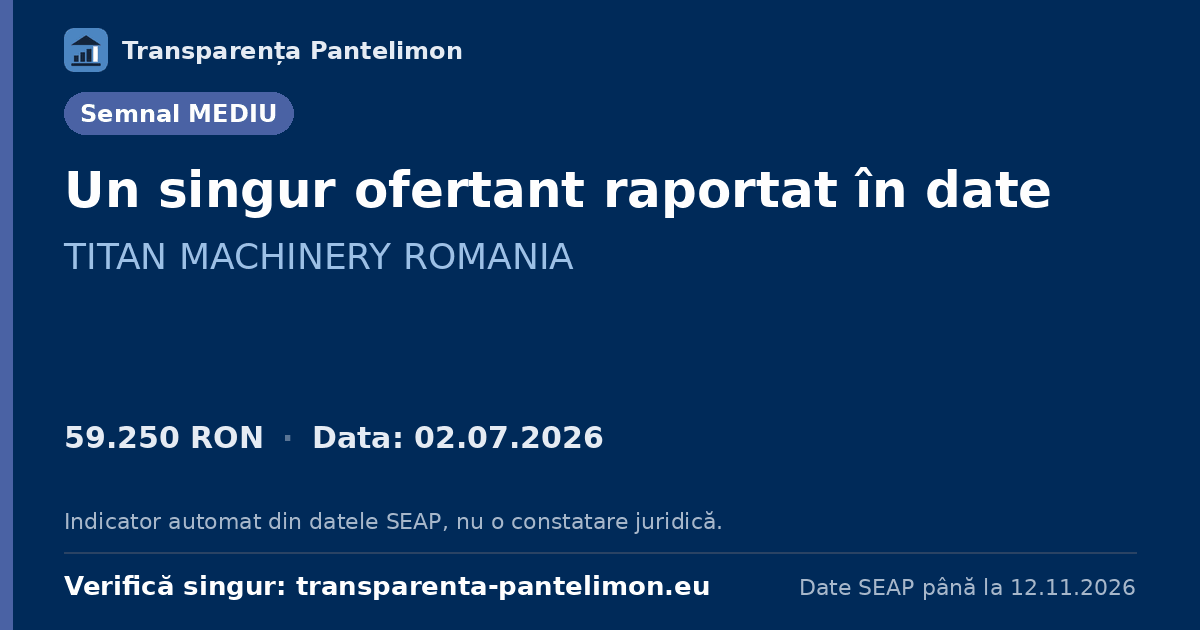 Transparența Pantelimon
Semnal MEDIU
Un singur ofertant raportat în date
TITAN MACHINERY ROMANIA
59.250 RON · Data: 02.07.2026
Indicator automat din datele SEAP, nu o constatare juridică.
Verifică singur: transparenta-pantelimon.eu
Date SEAP până la 12.11.2026